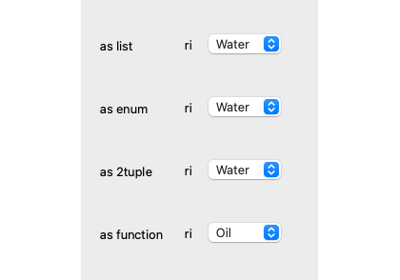 as list ri Water
as enum ri Water
as 2tuple ri Water
as function ri Oil